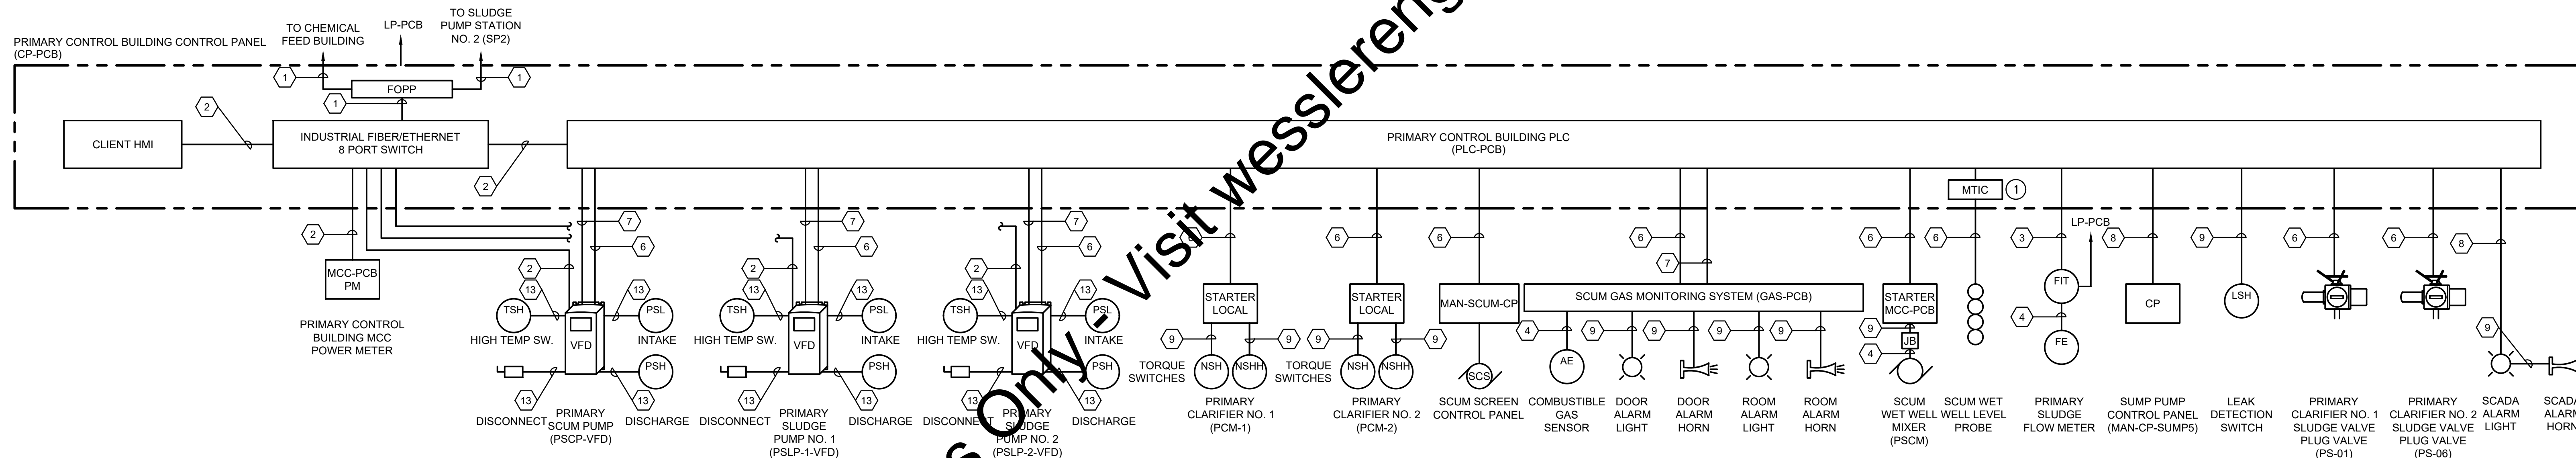 PRIMARY CONTROL BUILDING CONTROL PANEL
(CP-PCB)
TO CHEMICAL
FEED BUILDING
LP-PCB
TO SLUDGE
PUMP STATION
NO. 2 (SP2)
1
FOPP
1
1
2
CLIENT HMI
INDUSTRIAL FIBER/ETHERNET
8 PORT SWITCH
2
PRIMARY CONTROL BUILDING PLC
(PLC-PCB)
MTIC
1
2
MCC-PCB
PM
PRIMARY CONTROL
BUILDING MCC
POWER METER
7
6
2
13
13
TSH
HIGH TEMP SW.
VFD
PSL
INTAKE
PSH
13
13
DISCONNECT
DISCHARGE
PRIMARY
SCUM PUMP
(PSCP-VFD)
7
6
2
13
13
TSH
HIGH TEMP SW.
VFD
PSL
INTAKE
PSH
13
13
DISCONNECT
DISCHARGE
PRIMARY
SLUDGE
PUMP NO. 1
(PSLP-1-VFD)
7
6
2
13
13
TSH
HIGH TEMP SW.
VFD
PSL
INTAKE
PSH
13
13
DISCONNECT
DISCHARGE
PRIMARY
SLUDGE
PUMP NO. 2
(PSLP-2-VFD)
6
STARTER
LOCAL
9
9
TORQUE
SWITCHES
NSH
NSHH
PRIMARY
CLARIFIER NO. 1
(PCM-1)
6
STARTER
LOCAL
9
9
TORQUE
SWITCHES
NSH
NSHH
PRIMARY
CLARIFIER NO. 2
(PCM-2)
6
MAN-SCUM-CP
SCS
SCUM SCREEN
CONTROL PANEL
6
7
SCUM GAS MONITORING SYSTEM (GAS-PCB)
4
9
9
9
9
AE
COMBUSTIBLE
GAS
SENSOR
DOOR
ALARM
LIGHT
DOOR
ALARM
HORN
ROOM
ALARM
LIGHT
ROOM
ALARM
HORN
6
STARTER
MCC-PCB
9
JB
4
SCUM
WET WELL
MIXER
(PSCM)
6
SCUM WET
WELL LEVEL
PROBE
3
LP-PCB
FIT
4
FE
PRIMARY
SLUDGE
FLOW METER
8
CP
SUMP PUMP
CONTROL PANEL
(MAN-CP-SUMP5)
9
LSH
LEAK
DETECTION
SWITCH
6
PRIMARY
CLARIFIER NO. 1
SLUDGE VALVE
PLUG VALVE
(PS-01)
6
PRIMARY
CLARIFIER NO. 2
SLUDGE VALVE
PLUG VALVE
(PS-06)
8
9
SCADA
ALARM
LIGHT
Only - Visit